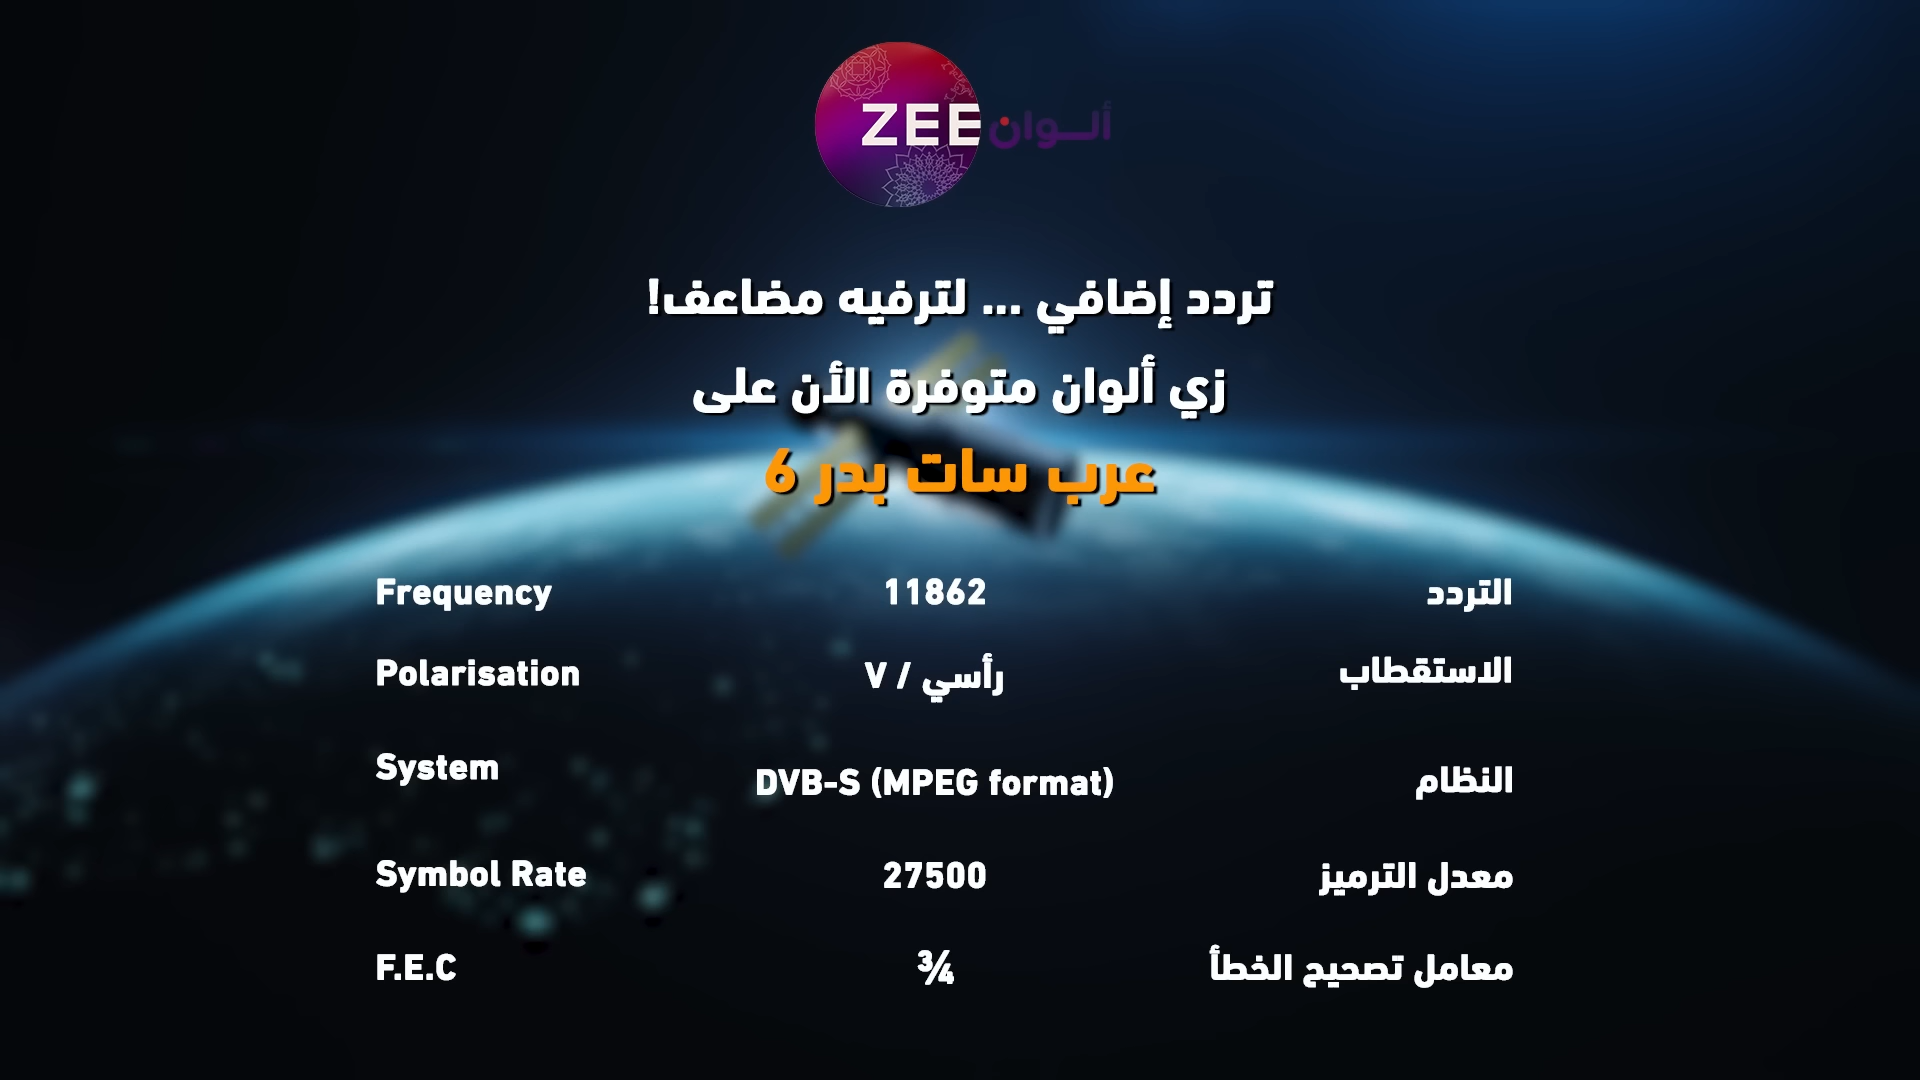 ZEE ألوان
تردد إضافي ... لترفيه مضاعف!
زي ألوان متوفرة الأن على
عرب سات بدر 6
Frequency 11862 التردد
Polarisation رأسي / V الاستقطاب
System DVB-S (MPEG format) النظام
Symbol Rate 27500 معدل الترميز
F.E.C ¾ معامل تصحيح الخطأ